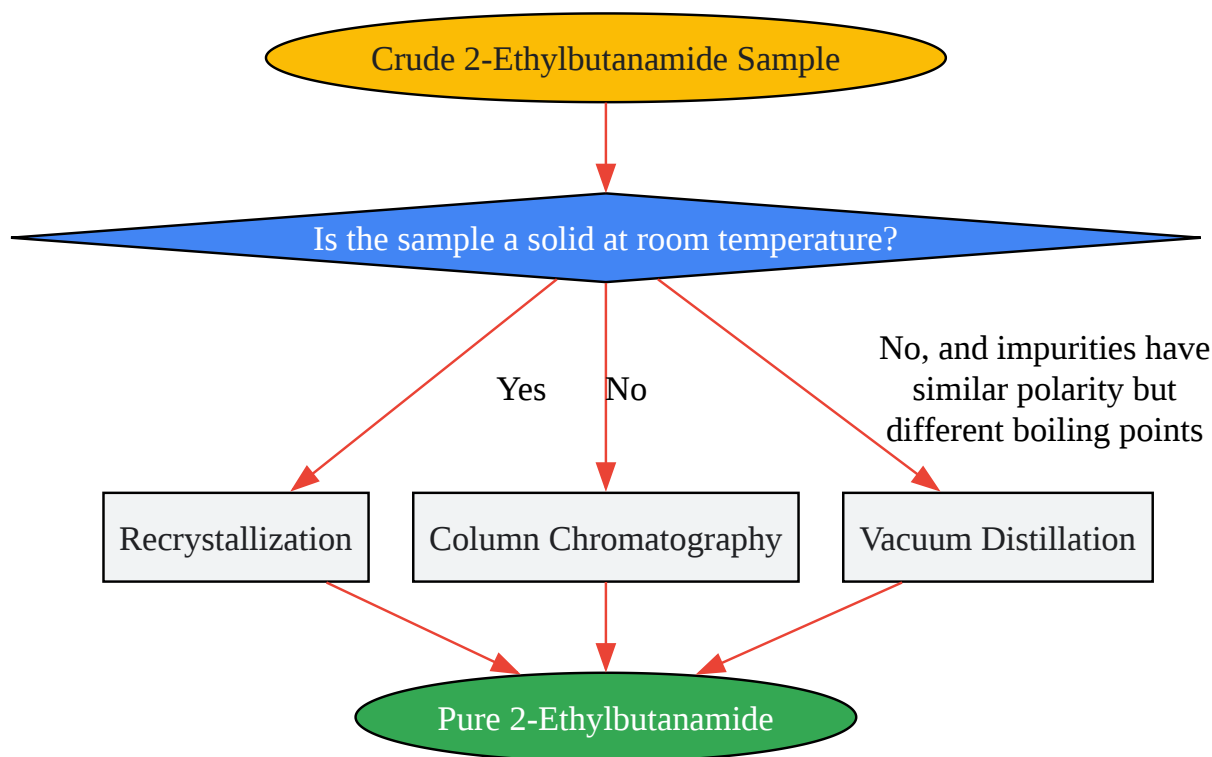 Crude 2-Ethylbutanamide Sample
Is the sample a solid at room temperature?
Yes
No
No, and impurities have
similar polarity but
different boiling points
Recrystallization
Column Chromatography
Vacuum Distillation
Pure 2-Ethylbutanamide